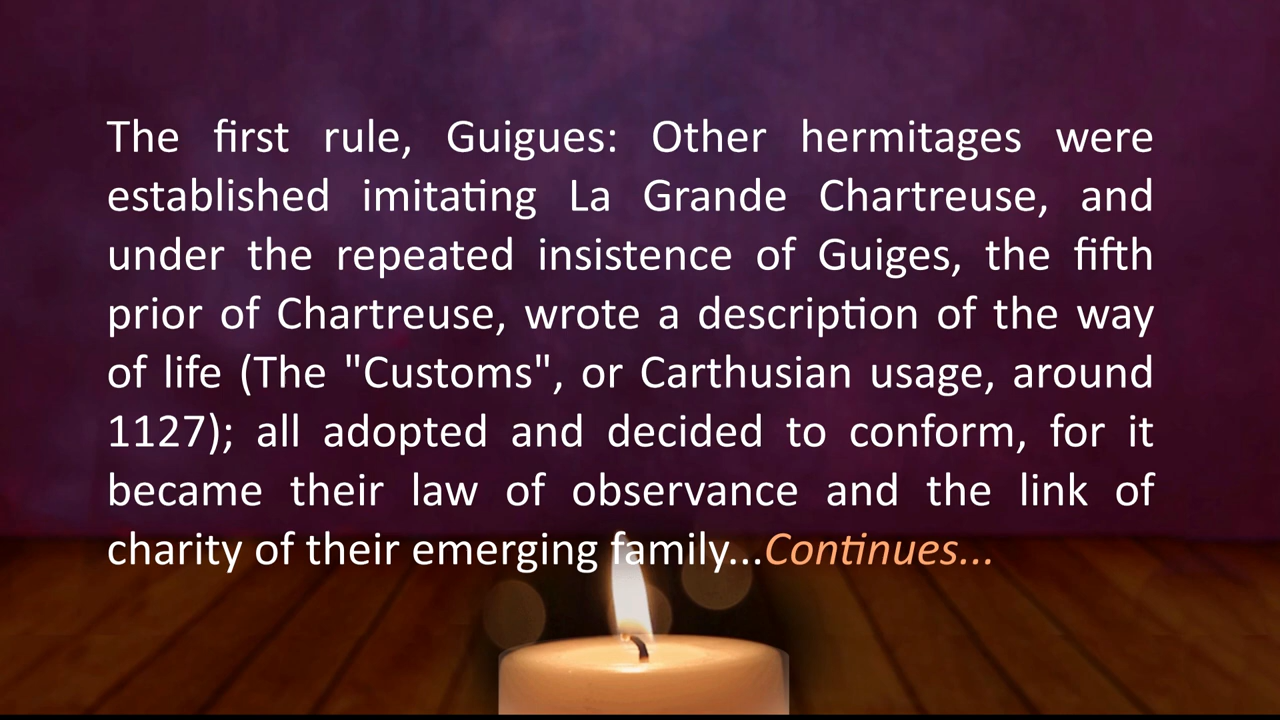 The first rule, Guigues: Other hermitages were
established imitating La Grande Chartreuse, and
under the repeated insistence of Guiges, the fifth
prior of Chartreuse, wrote a description of the way
of life (The "Customs", or Carthusian usage, around
1127); all adopted and decided to conform, for it
became their law of observance and the link of
charity of their emerging family...Continues...